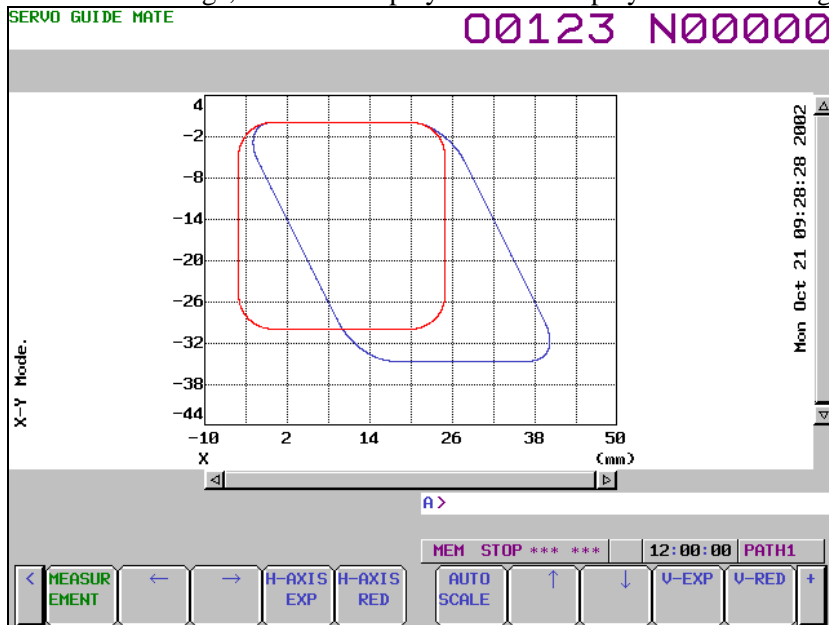 SERVO GUIDE MATE
O0123 N00000
4
-2
-8
-14
-20
-26
-32
-38
-44
-10 2 14 26 38 50
X (mm)
X-Y Mode.
Mon Oct 21 09:28:28 2002
A>
MEM STOP *** *** 12:00:00 PATH1
< MEASUR ← → H-AXIS H-AXIS AUTO ↑ ↓ V-EXP V-RED +
EMENT EXP RED SCALE